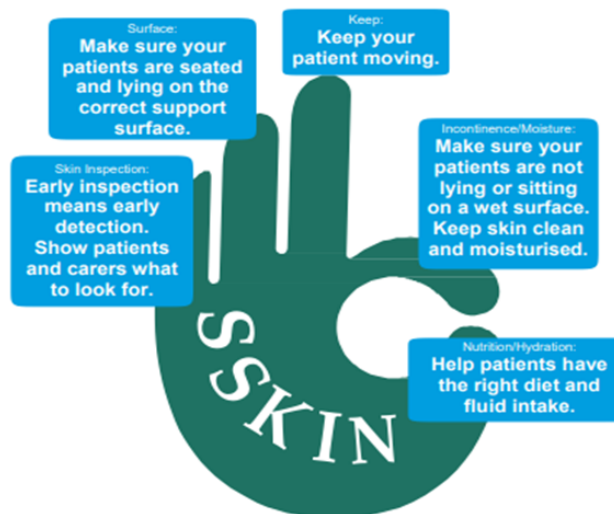 Surface:
Make sure your
patients are seated
and lying on the
correct support
surface.
Keep:
Keep your
patient moving.
Skin Inspection:
Early inspection
means early
detection.
Show patients
and carers what
to look for.
Incontinence/Moisture:
Make sure your
patients are not
lying or sitting
on a wet surface.
Keep skin clean
and moisturised.
Nutrition/Hydration:
Help patients have
the right diet and
fluid intake.
SSKIN